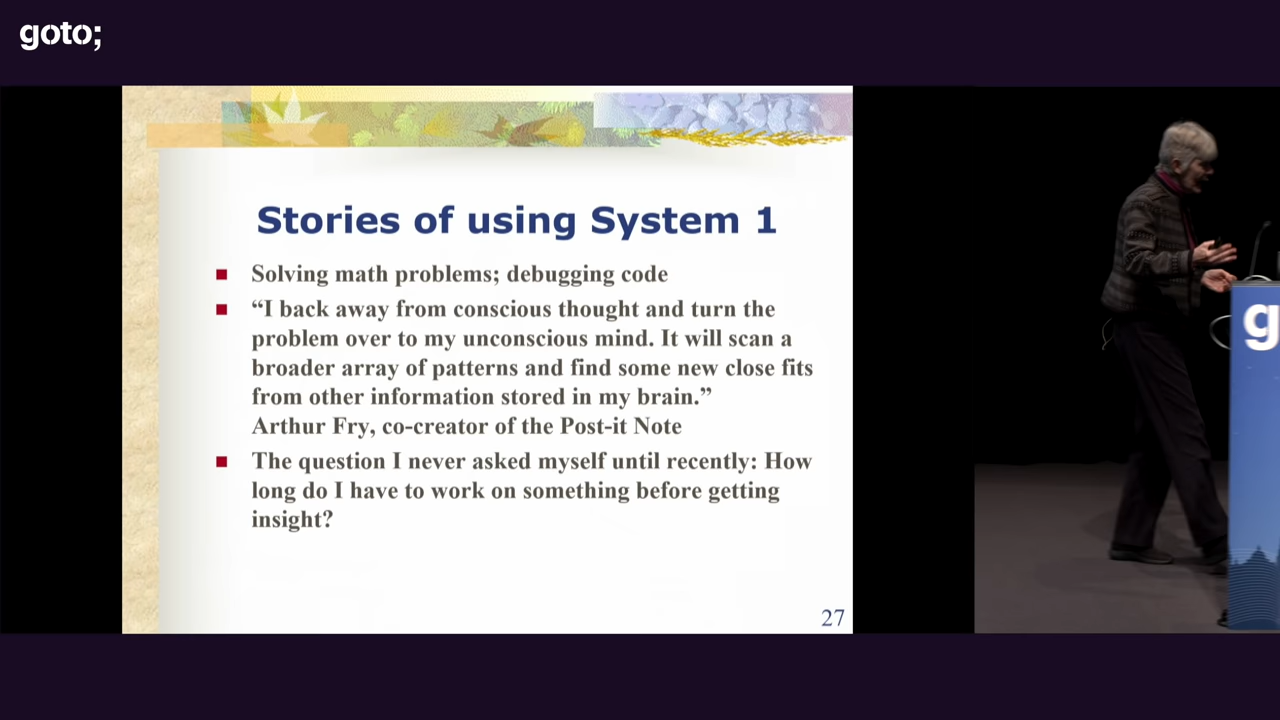 goto;
Stories of using System 1
Solving math problems; debugging code
“I back away from conscious thought and turn the
problem over to my unconscious mind. It will scan a
broader array of patterns and find some new close fits
from other information stored in my brain.”
Arthur Fry, co-creator of the Post-it Note
The question I never asked myself until recently: How
long do I have to work on something before getting
insight?
27
g